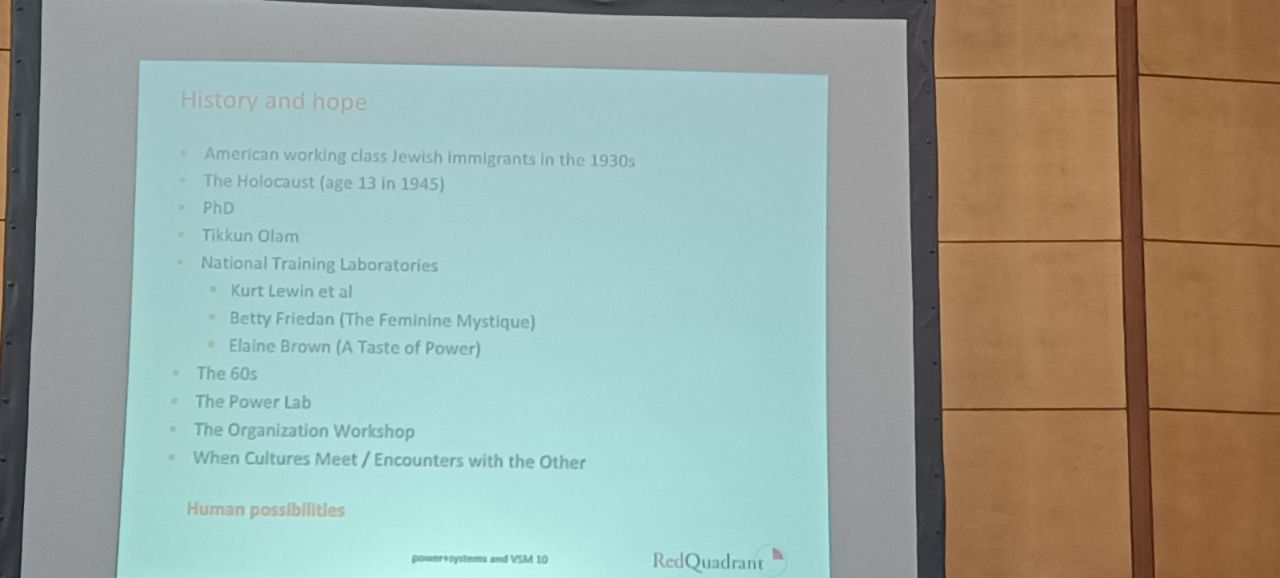 History and hope
American working class Jewish immigrants in the 1930s
The Holocaust (age 13 in 1945)
PhD
Tikkun Olam
National Training Laboratories
Kurt Lewin et al
Betty Friedan (The Feminine Mystique)
Elaine Brown (A Taste of Power)
The 60s
The Power Lab
The Organization Workshop
When Cultures Meet / Encounters with the Other
Human possibilities
power+systems and VSM 10
RedQuadrant